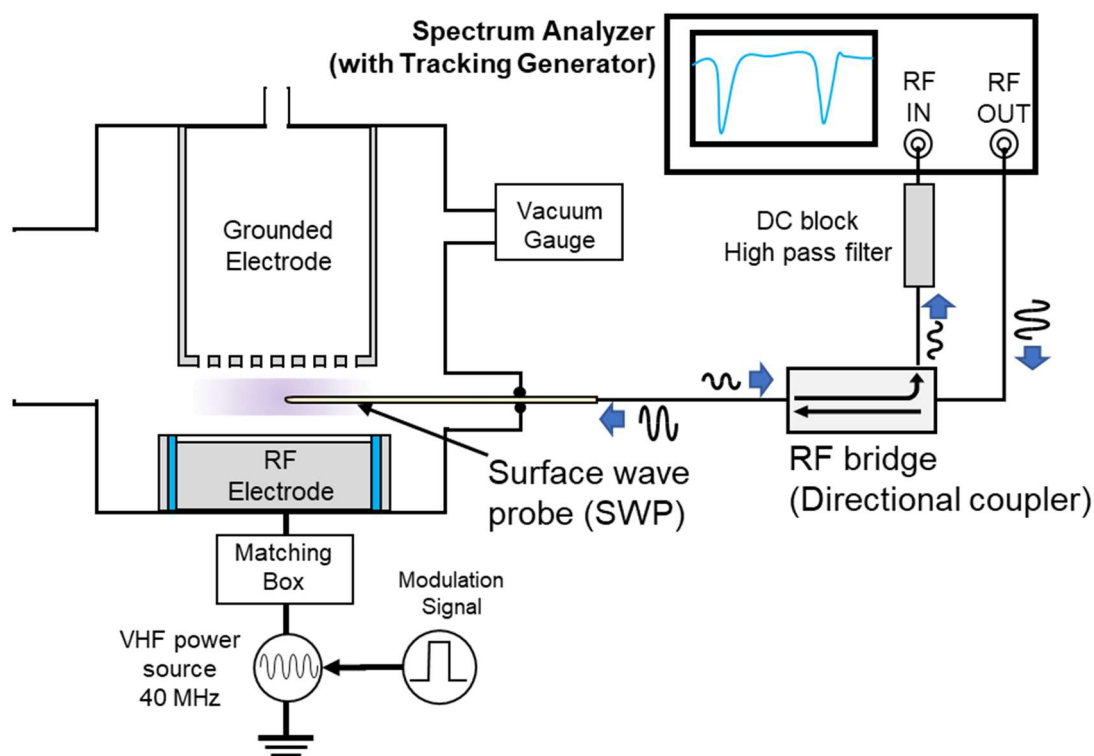 Spectrum Analyzer
(with Tracking Generator)
RF
IN
RF
OUT
Grounded
Electrode
Vacuum
Gauge
DC block
High pass filter
RF
Electrode
Surface wave
probe (SWP)
RF bridge
(Directional coupler)
Matching
Box
Modulation
Signal
VHF power
source
40 MHz